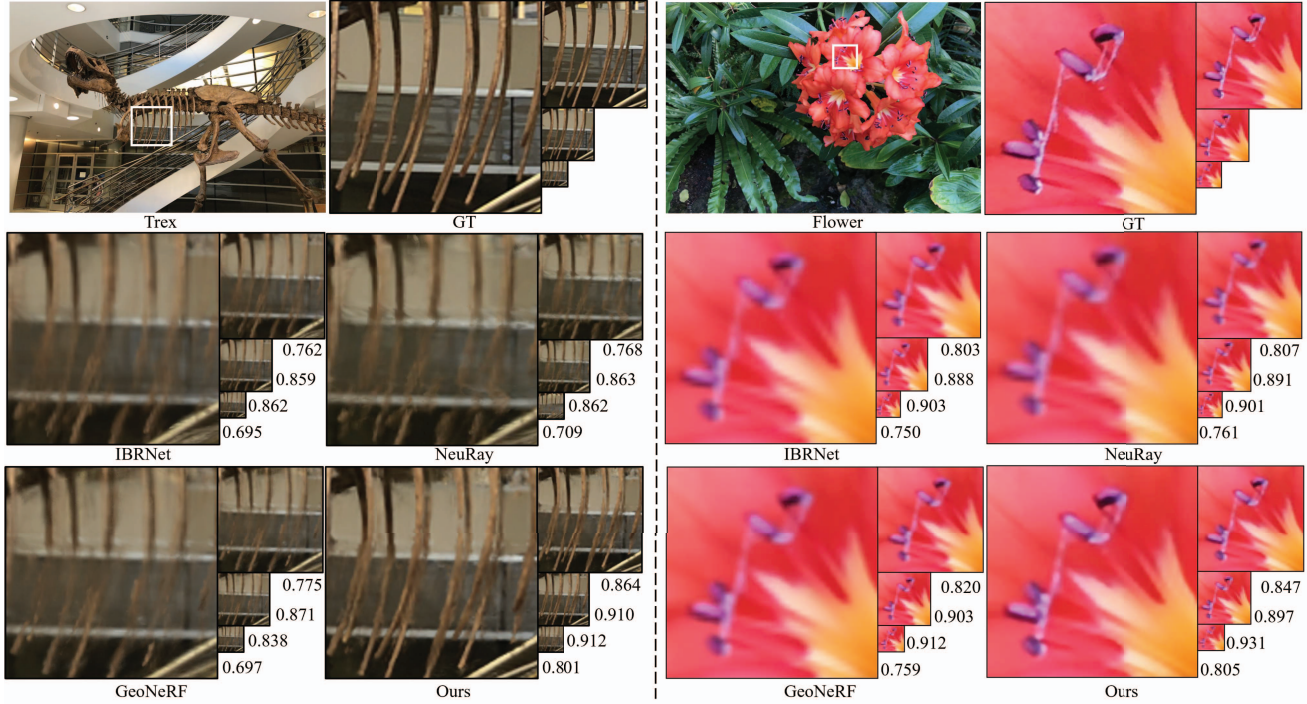 Trex
GT
Flower
GT
0.762
0.859
0.862
0.695
IBRNet
0.768
0.863
0.862
0.709
NeuRay
0.803
0.888
0.903
0.750
IBRNet
0.807
0.891
0.901
0.761
NeuRay
0.775
0.871
0.838
0.697
GeoNeRF
0.864
0.910
0.912
0.801
Ours
0.820
0.903
0.912
0.759
GeoNeRF
0.847
0.897
0.931
0.805
Ours